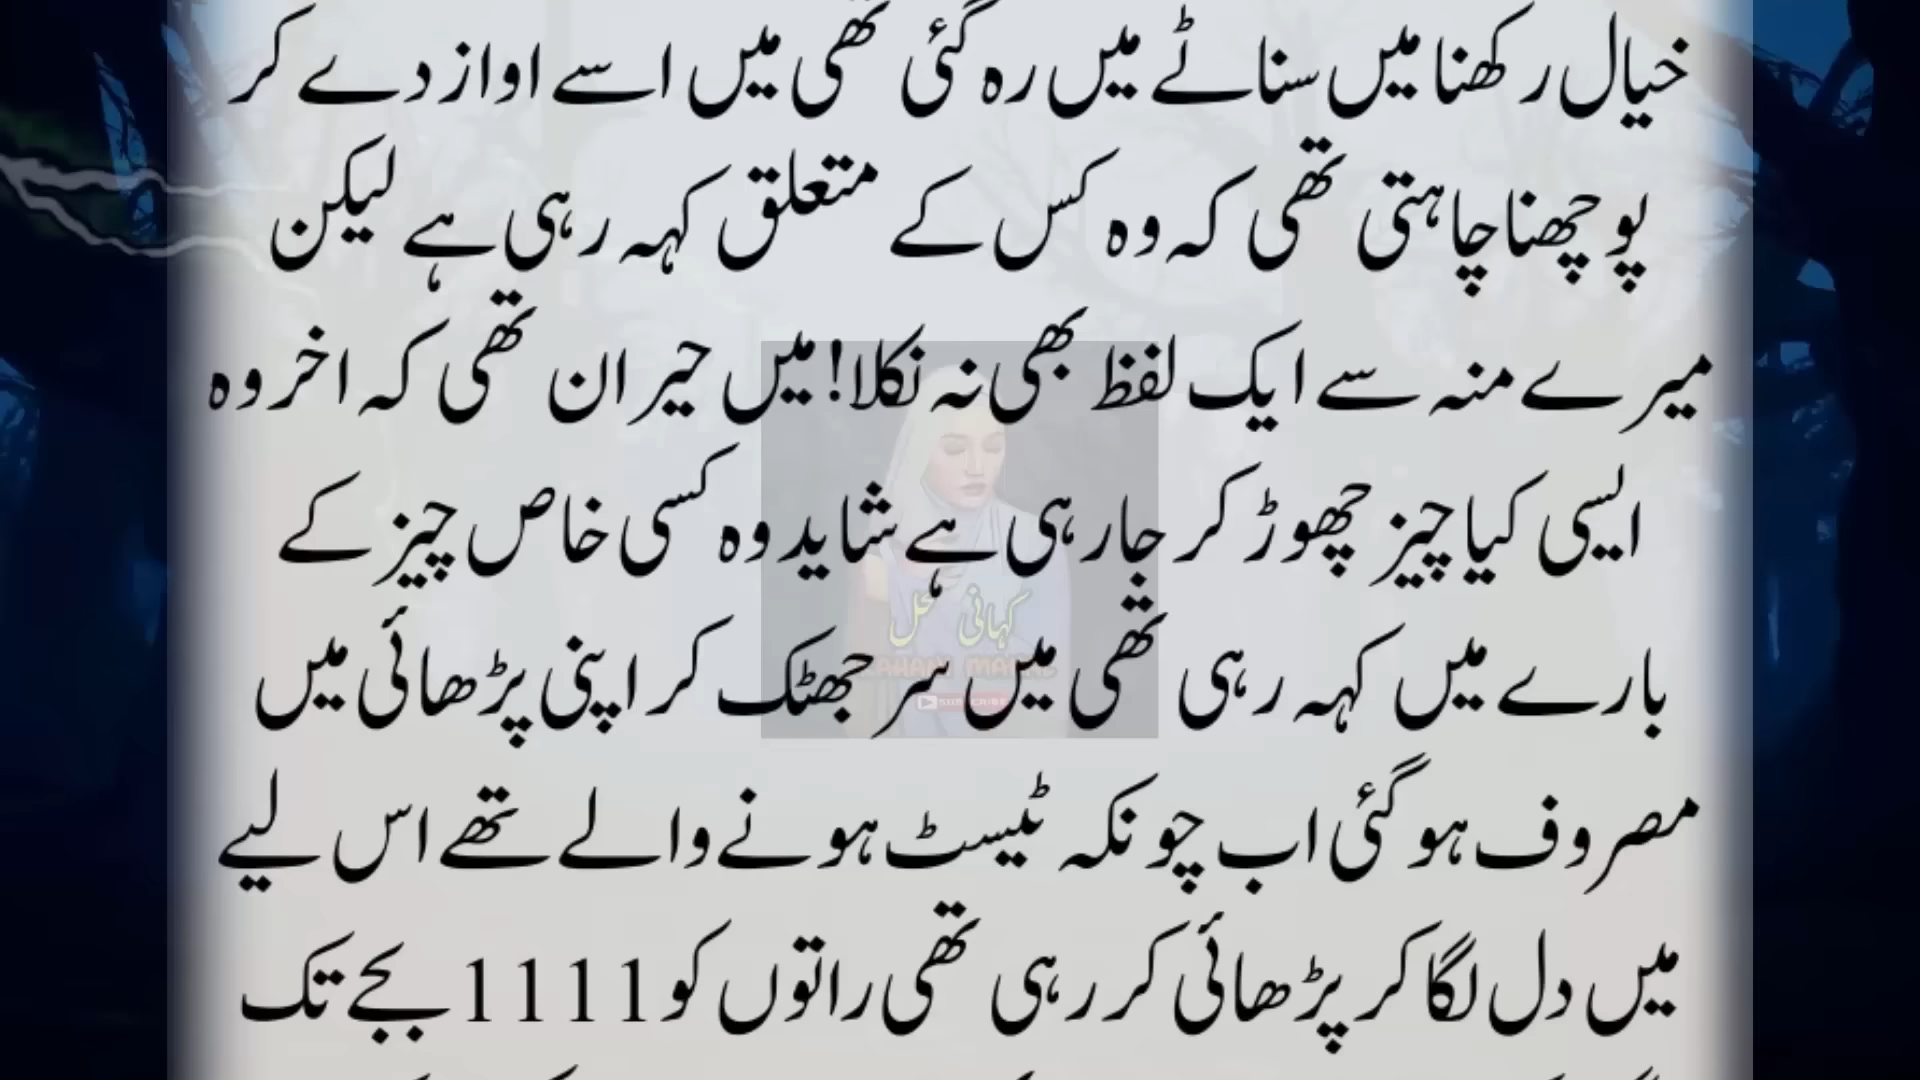 خیال رکھنا میں سناٹے میں رہ گئی تھی میں اسے اواز دے کر
پوچھنا چاہتی تھی کہ وہ کس کے متعلق کہہ رہی ہے لیکن
میرے منہ سے ایک لفظ بھی نہ نکلا! میں حیران تھی کہ اخر وہ
ایسی کیا چیز چھوڑ کر جا رہی ہے شاید وہ کسی خاص چیز کے
بارے میں کہہ رہی تھی میں سر جھٹک کر اپنی پڑھائی میں
مصروف ہو گئی اب چونکہ ٹیسٹ ہونے والے تھے اس لیے
میں دل لگا کر پڑھائی کر رہی تھی راتوں کو 1111 بجے تک
کہانی محل